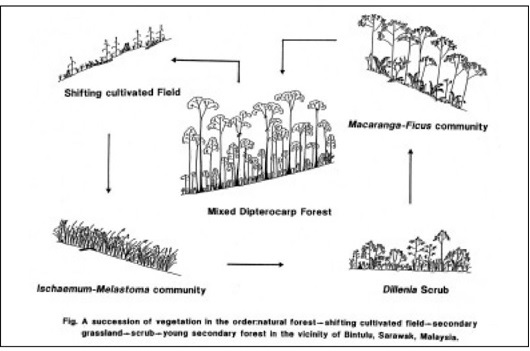 Shifting cultivated Field
Macaranga-Ficus community
Mixed Dipterocarp Forest
Ischaemum-Melastoma community
Dillenia Scrub
Fig. A succession of vegetation in the order:natural forest—shifting cultivated field—secondary
grassland—scrub—young secondary forest in the vicinity of Bintulu, Sarawak, Malaysia.